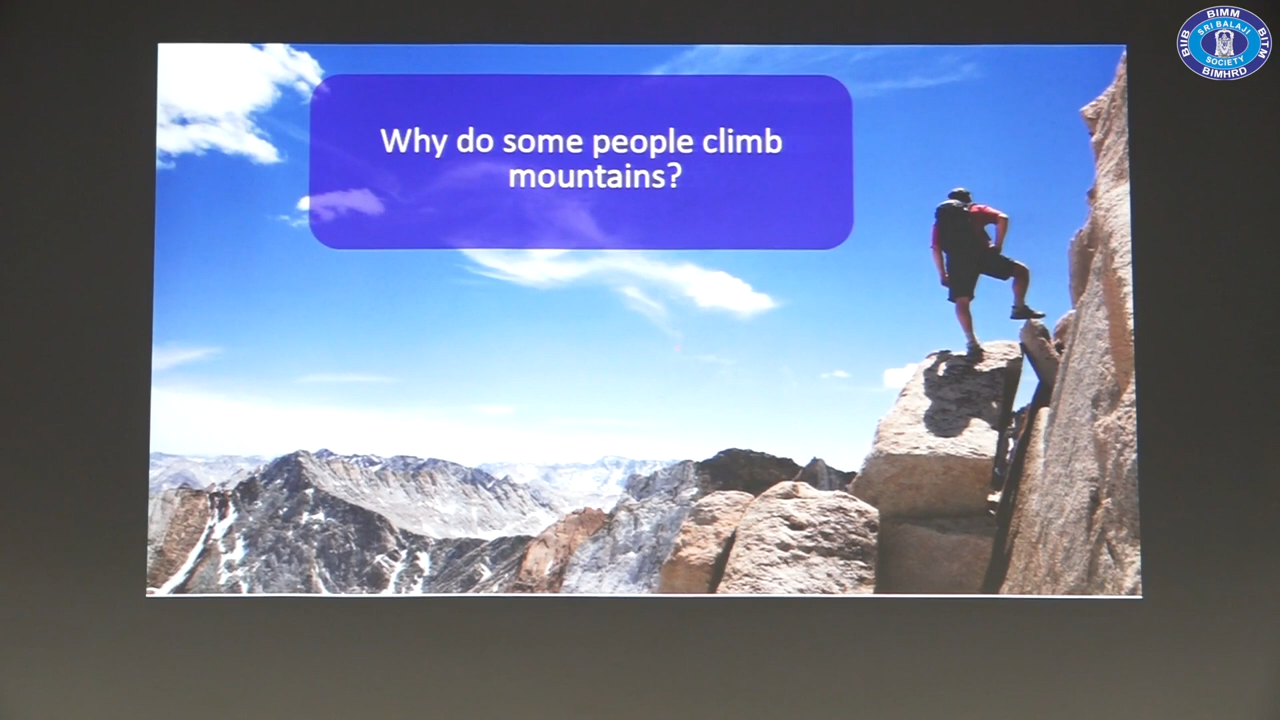 Why do some people climb
mountains?
BIMM
SRI BALAJI
BIIB
BITM
SOCIETY
BIMHRD